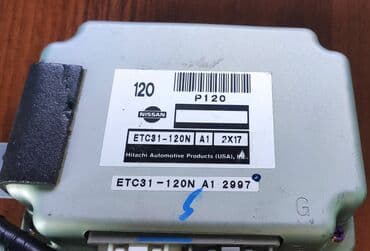 120
P120
NISSAN
ETC31-120N A1 2X17
Hitachi Automotive Products (USA), Inc.
ETC31-120N A1 2997
S
G